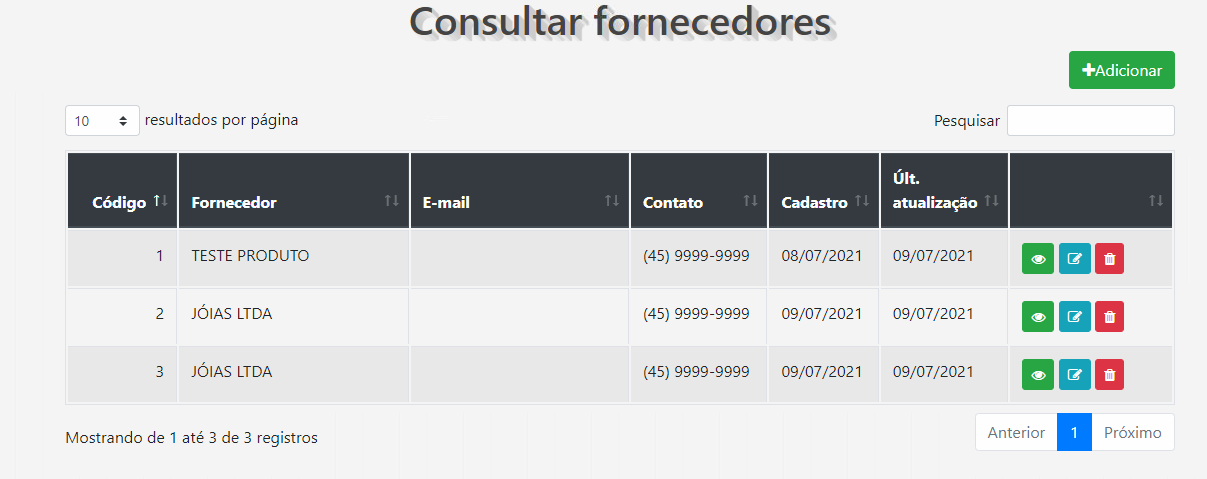 Consultar fornecedores
Adicionar
10 resultados por página
Pesquisar
Código Fornecedor E-mail Contato Cadastro Últ. atualização
1 TESTE PRODUTO (45) 9999-9999 08/07/2021 09/07/2021
2 JÓIAS LTDA (45) 9999-9999 09/07/2021 09/07/2021
3 JÓIAS LTDA (45) 9999-9999 09/07/2021 09/07/2021
Mostrando de 1 até 3 de 3 registros
Anterior 1 Próximo